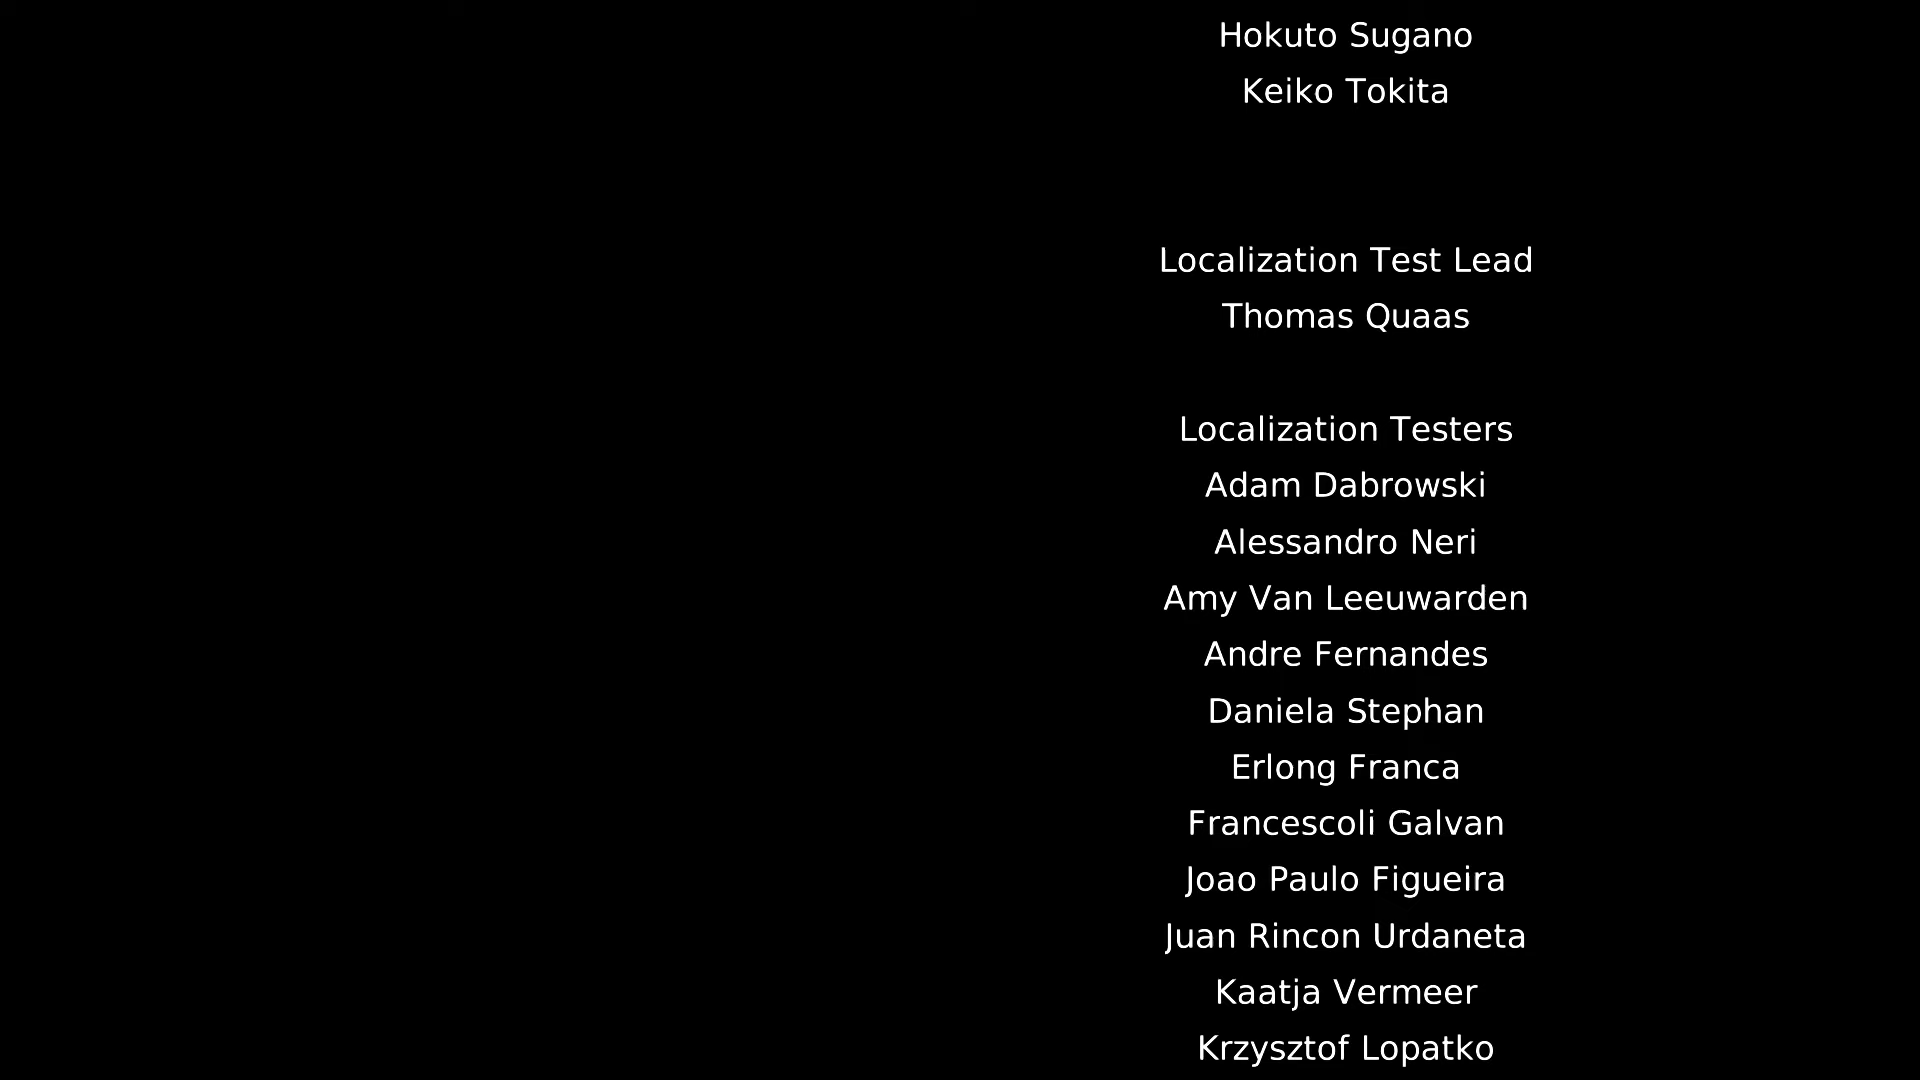 Hokuto Sugano
Keiko Tokita
Localization Test Lead
Thomas Quaas
Localization Testers
Adam Dabrowski
Alessandro Neri
Amy Van Leeuwarden
Andre Fernandes
Daniela Stephan
Erlong Franca
Francescoli Galvan
Joao Paulo Figueira
Juan Rincon Urdaneta
Kaatja Vermeer
Krzysztof Lopatko